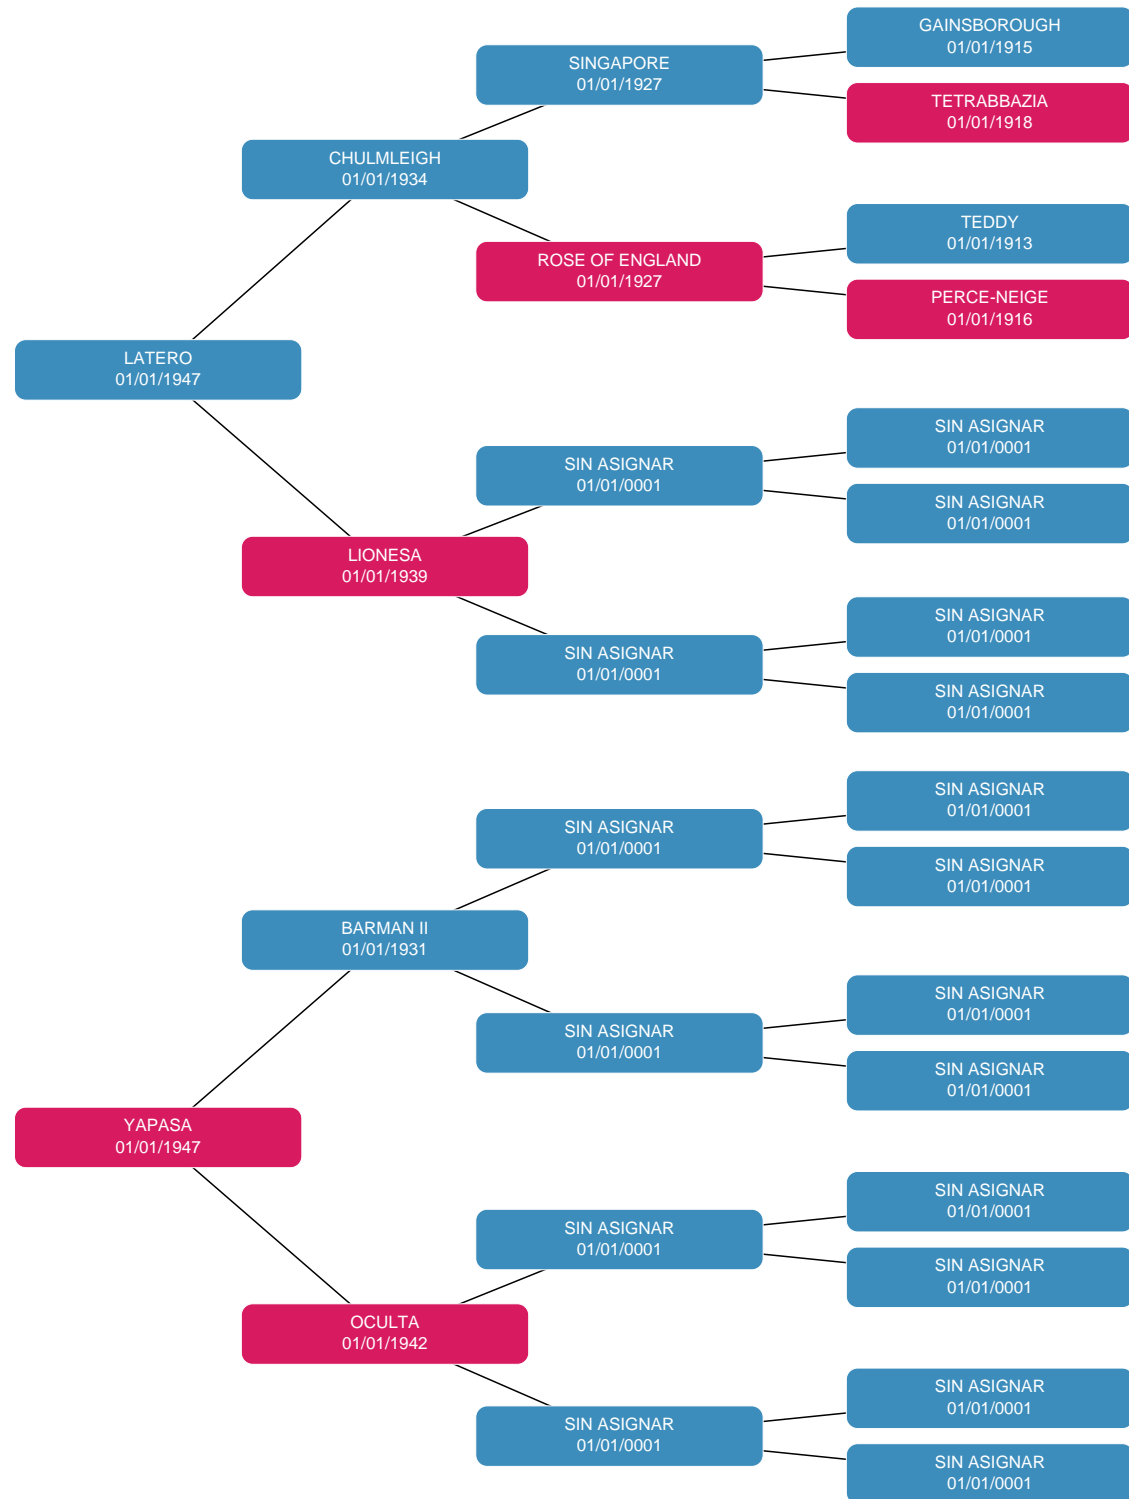 GAINSBOROUGH
01/01/1915
SINGAPORE
01/01/1927
TETRABBAZIA
01/01/1918
CHULMLEIGH
01/01/1934
TEDDY
01/01/1913
ROSE OF ENGLAND
01/01/1927
PERCE-NEIGE
01/01/1916
LATERO
01/01/1947
SIN ASIGNAR
01/01/0001
SIN ASIGNAR
01/01/0001
SIN ASIGNAR
01/01/0001
LIONESA
01/01/1939
SIN ASIGNAR
01/01/0001
SIN ASIGNAR
01/01/0001
SIN ASIGNAR
01/01/0001
SIN ASIGNAR
01/01/0001
SIN ASIGNAR
01/01/0001
SIN ASIGNAR
01/01/0001
BARMAN II
01/01/1931
SIN ASIGNAR
01/01/0001
SIN ASIGNAR
01/01/0001
SIN ASIGNAR
01/01/0001
YAPASA
01/01/1947
SIN ASIGNAR
01/01/0001
SIN ASIGNAR
01/01/0001
SIN ASIGNAR
01/01/0001
OCULTA
01/01/1942
SIN ASIGNAR
01/01/0001
SIN ASIGNAR
01/01/0001
SIN ASIGNAR
01/01/0001